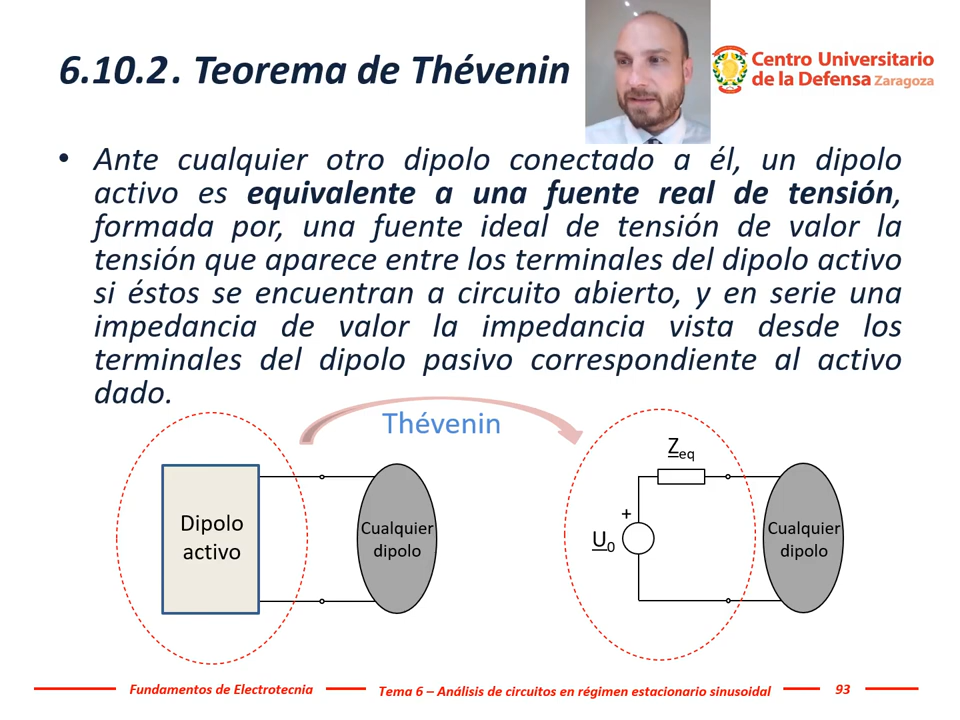 6.10.2. Teorema de Thévenin
Centro Universitario
de la Defensa Zaragoza
• Ante cualquier otro dipolo conectado a él, un dipolo
activo es equivalente a una fuente real de tensión,
formada por, una fuente ideal de tensión de valor la
tensión que aparece entre los terminales del dipolo activo
si éstos se encuentran a circuito abierto, y en serie una
impedancia de valor la impedancia vista desde los
terminales del dipolo pasivo correspondiente al activo
dado.
Thévenin
Dipolo
activo
Cualquier
dipolo
Zeq
+
U0
Cualquier
dipolo
Fundamentos de Electrotecnia
Tema 6 – Análisis de circuitos en régimen estacionario sinusoidal
93